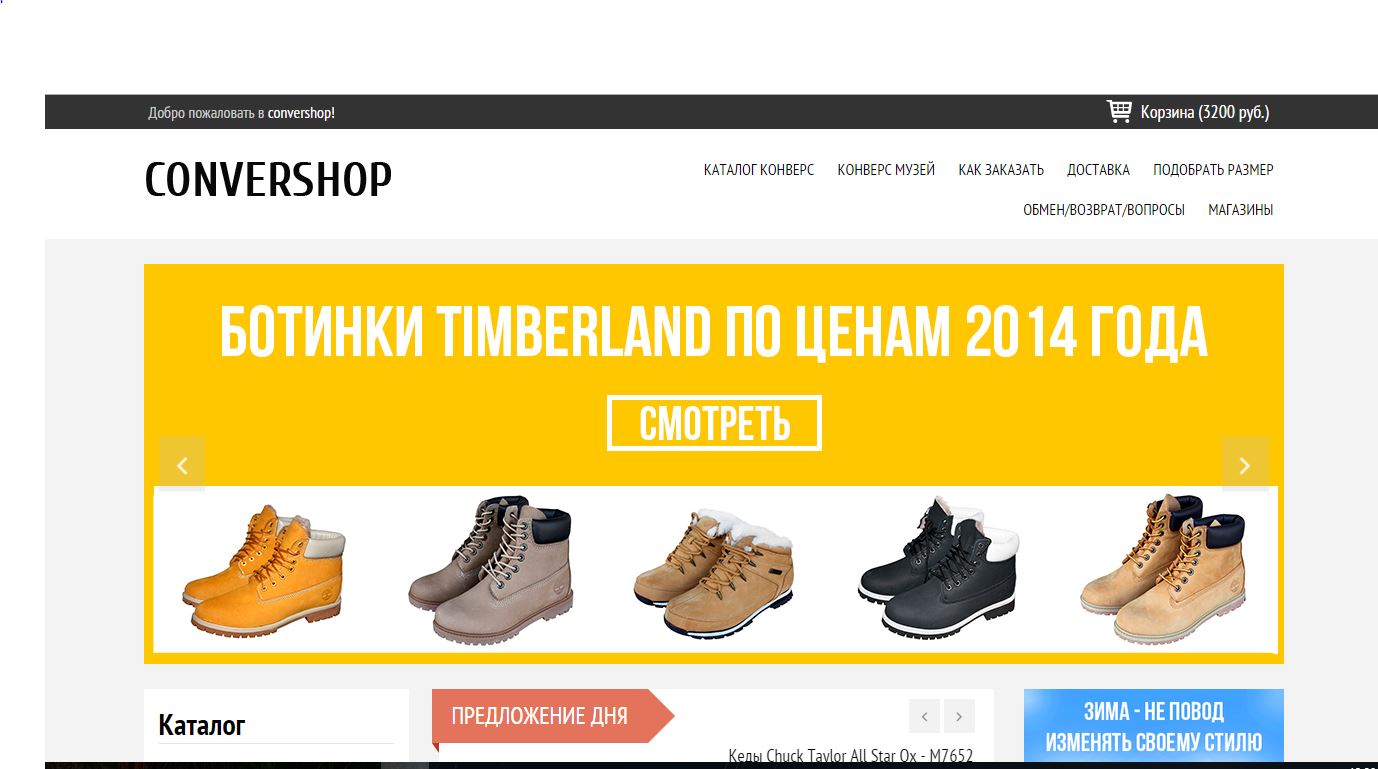 Добро пожаловать в convershop!
Корзина (3200 руб.)
CONVERSHOP
КАТАЛОГ КОНВЕРС КОНВЕРС МУЗЕЙ КАК ЗАКАЗАТЬ ДОСТАВКА ПОДОБРАТЬ РАЗМЕР
ОБМЕН/ВОЗВРАТ/ВОПРОСЫ МАГАЗИНЫ
БОТИНКИ TIMBERLAND ПО ЦЕНАМ 2014 ГОДА
СМОТРЕТЬ
Каталог
ПРЕДЛОЖЕНИЕ ДНЯ
Кеды Chuck Taylor All Star Ox - M7652
ЗИМА - НЕ ПОВОД
ИЗМЕНЯТЬ СВОЕМУ СТИЛЮ